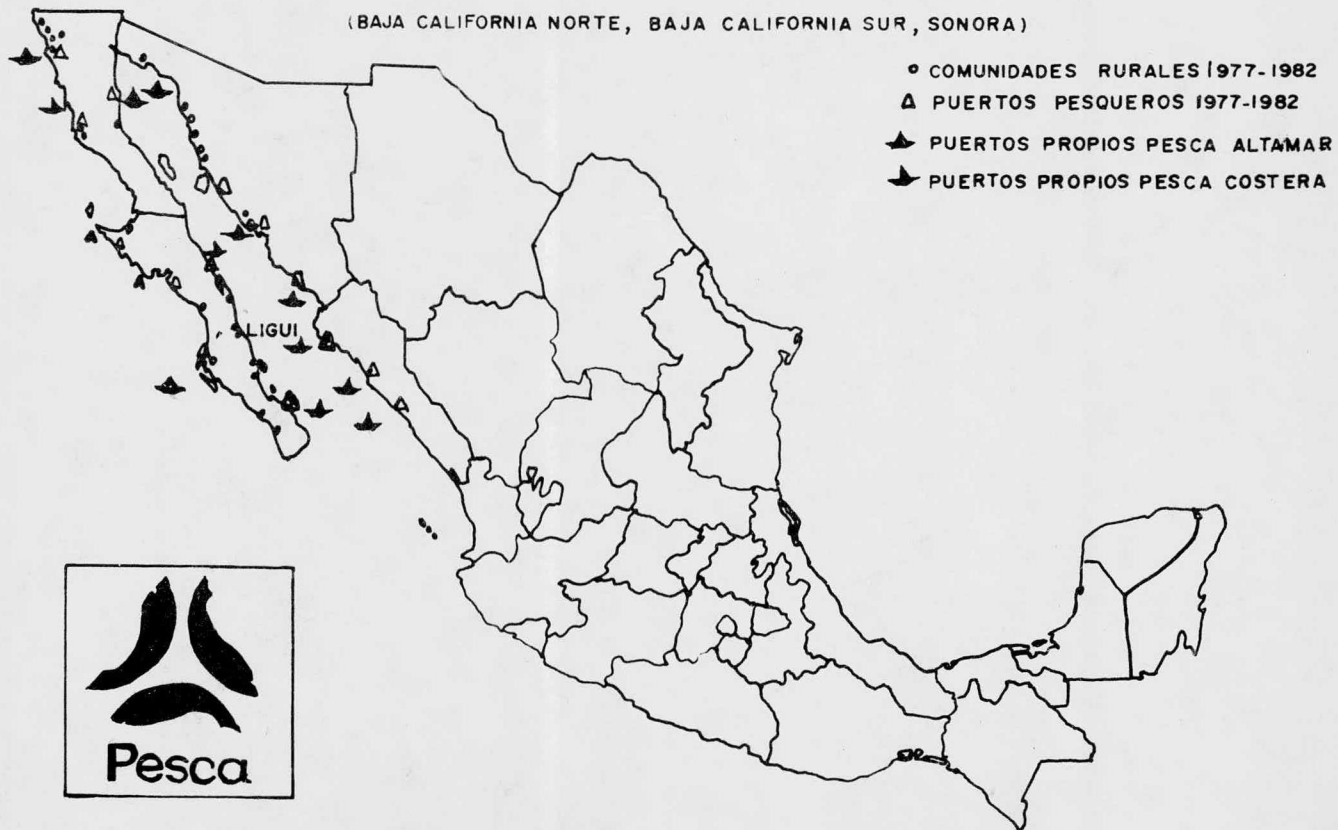 (BAJA CALIFORNIA NORTE, BAJA CALIFORNIA SUR, SONORA)
COMUNIDADES RURALES 1977-1982
PUERTOS PESQUEROS 1977-1982
PUERTOS PROPIOS PESCA ALTAMAR
PUERTOS PROPIOS PESCA COSTERA
LIGUI
Pesca